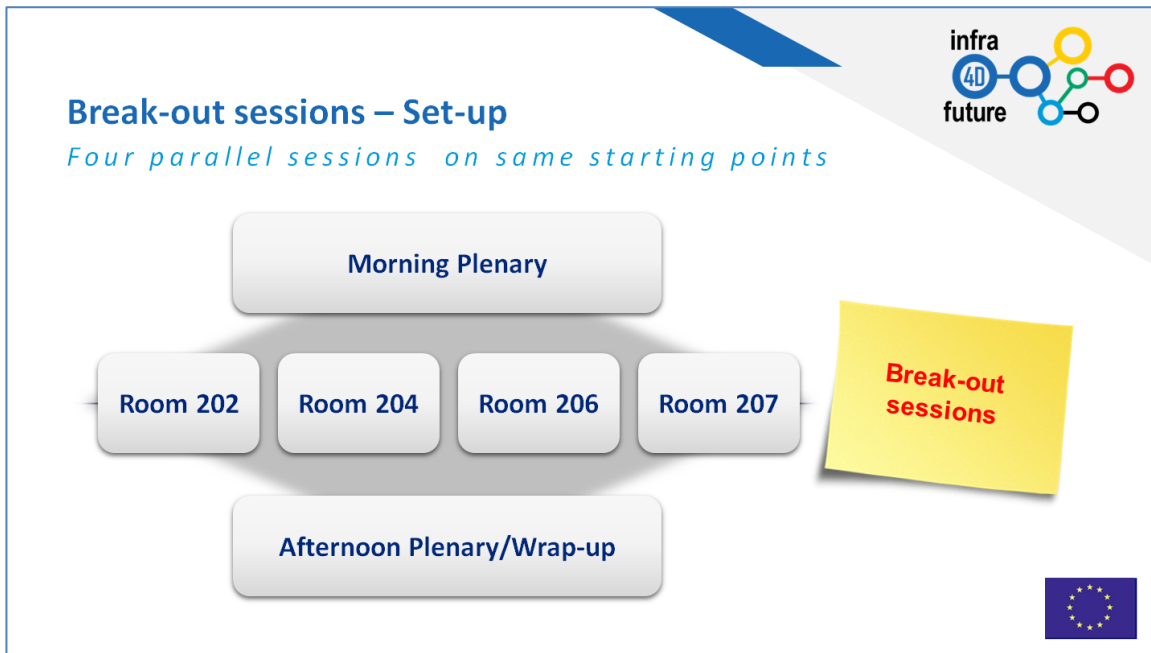 infra
4D
future
Break-out sessions – Set-up
Four parallel sessions on same starting points
Morning Plenary
Room 202
Room 204
Room 206
Room 207
Break-out
sessions
Afternoon Plenary/Wrap-up